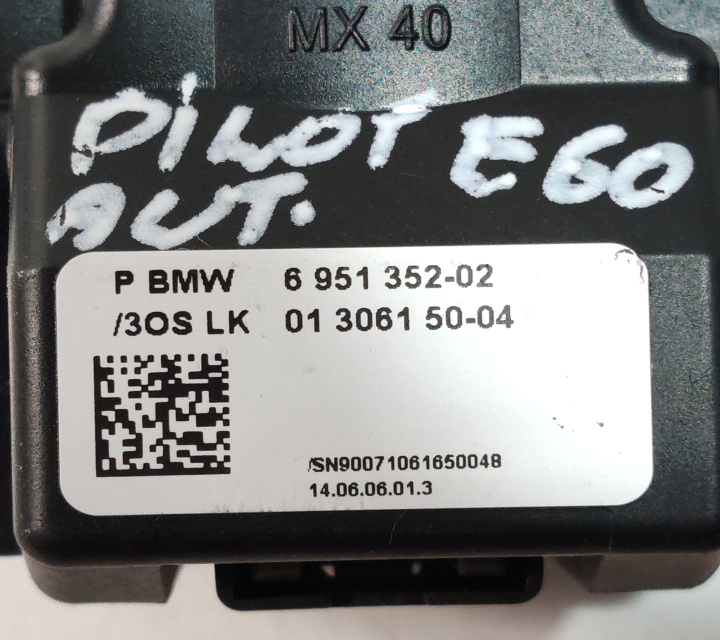 MX 40
PILOT E60
AUT.
P BMW 6 951 352-02
/3OS LK 01 3061 50-04
/SN90071061650048
14.06.06.01.3